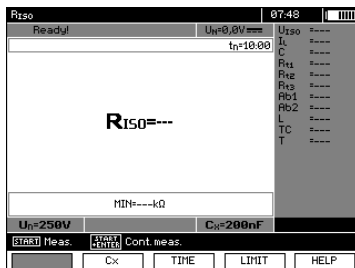 RISO 07:48
Ready! UN=0,0V
tn=10:00
RISO=---
MIN=---kΩ
UISO =---
IL =---
C =---
Rt1 =---
Rt2 =---
Rt3 =---
Ab1 =---
Ab2 =---
L =---
TC =---
T =---
Un=250V Cx=200nF
START Meas. START +ENTER Cont. meas.
Cx TIME LIMIT HELP